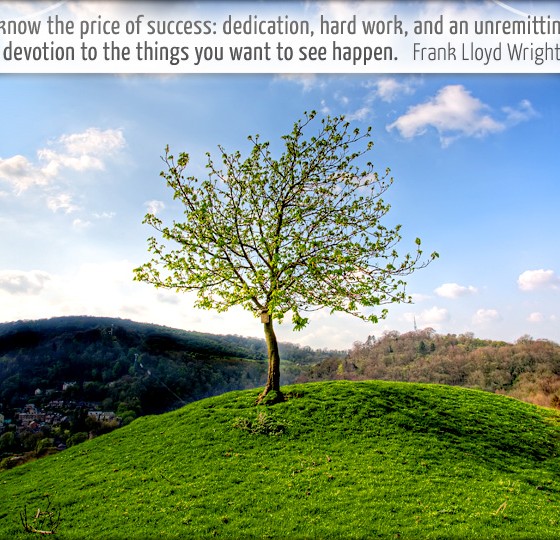 know the price of success: dedication, hard work, and an unremittin
devotion to the things you want to see happen. Frank Lloyd Wright